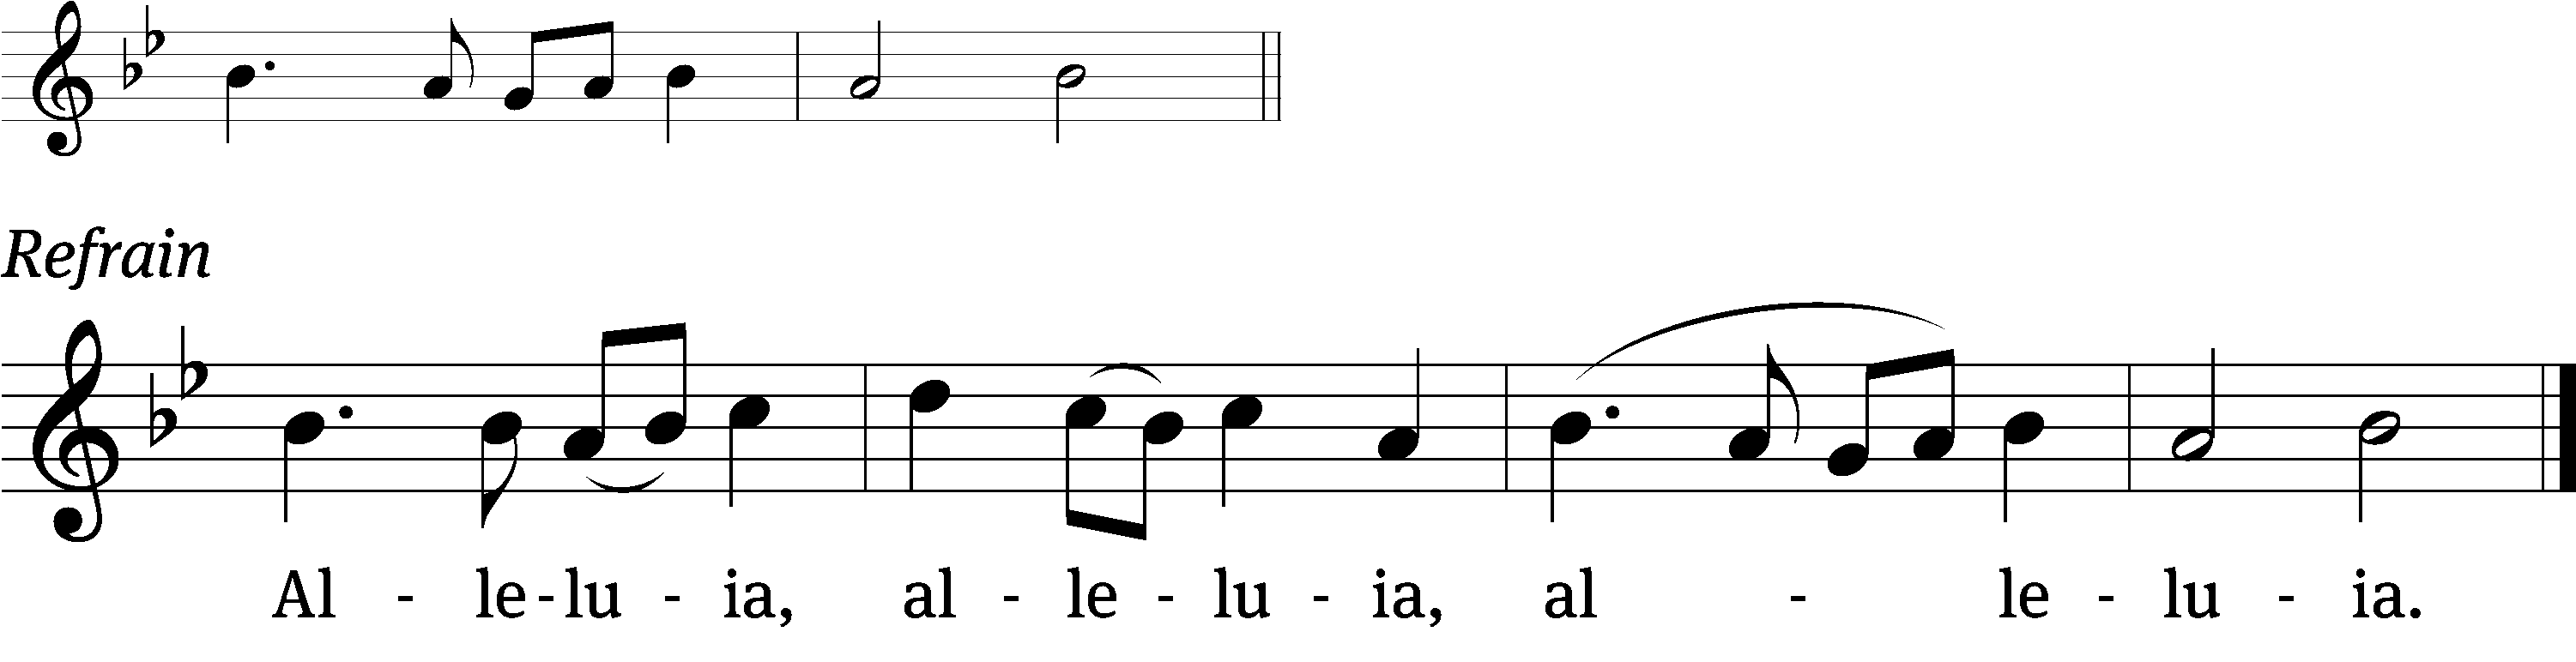 Refrain
Al - le - lu - ia, al - le - lu - ia, al - le - lu - ia.